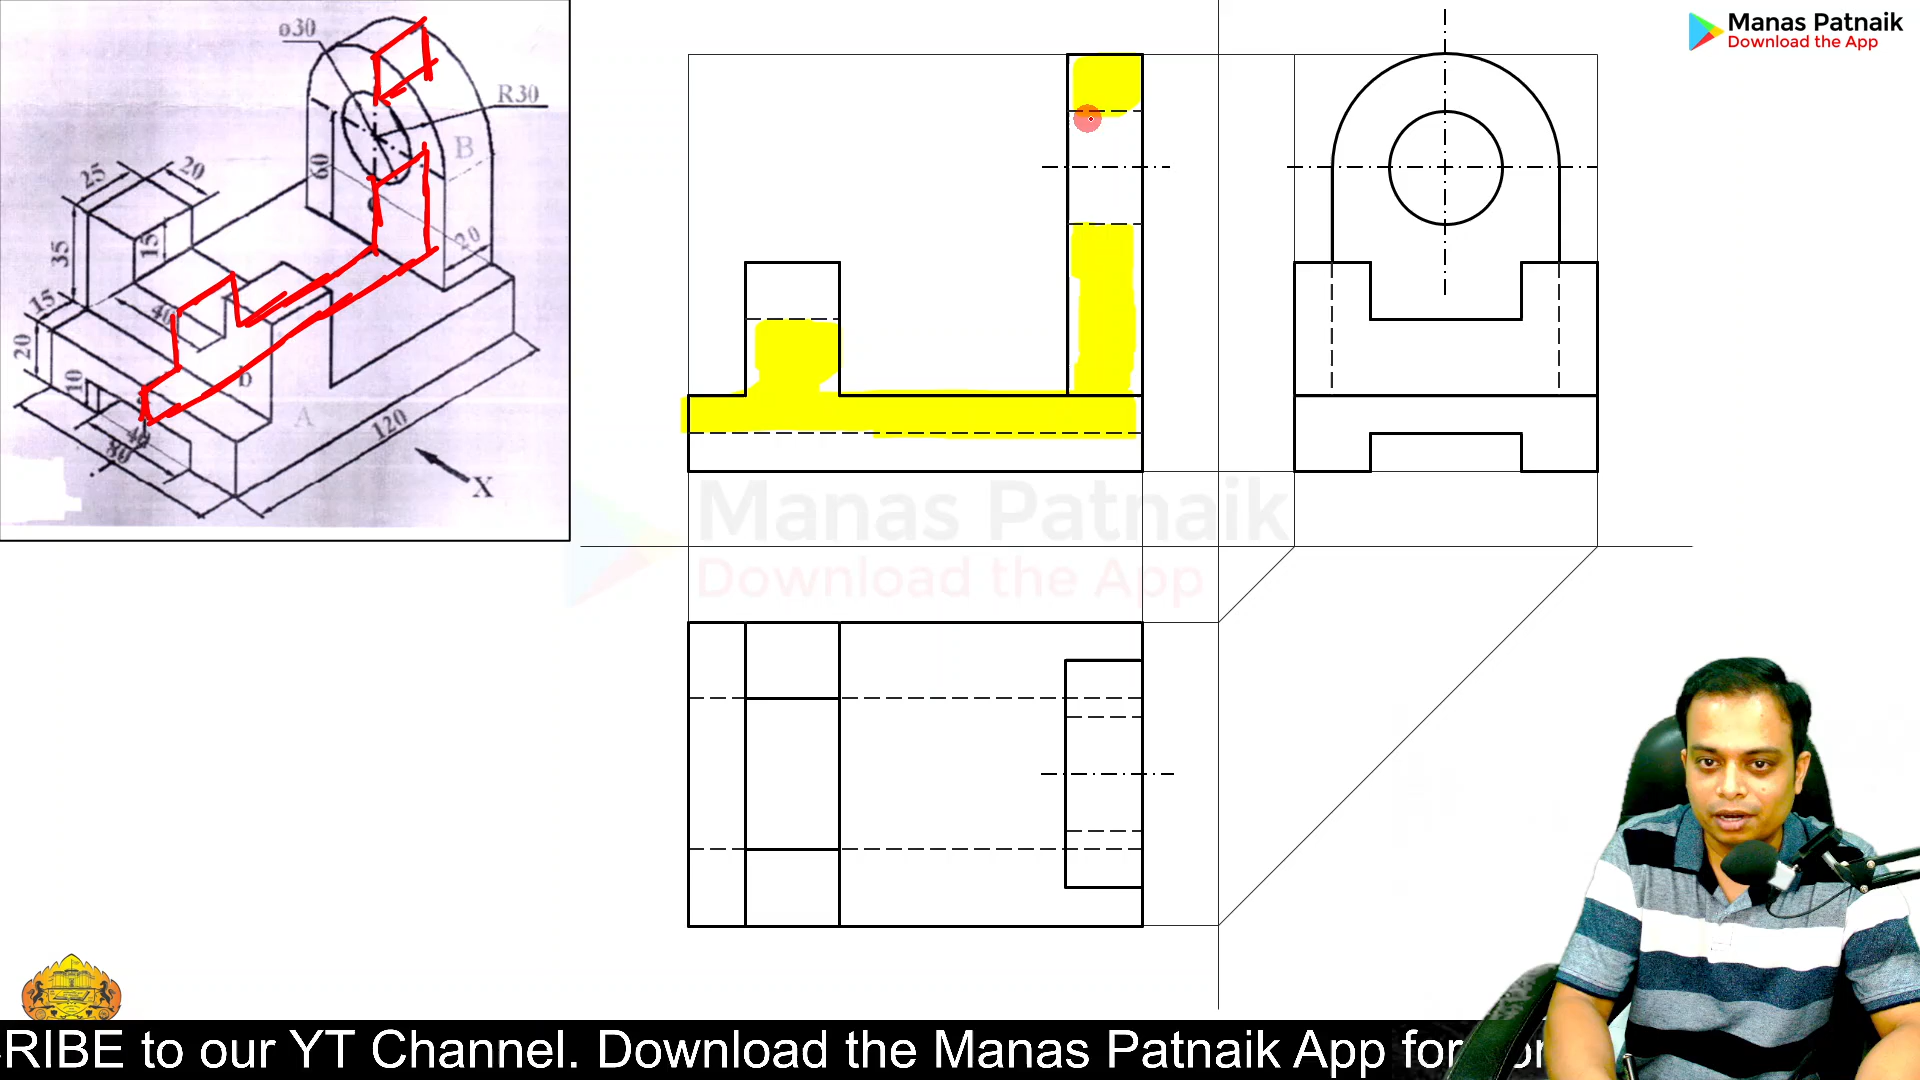 ø30
R30
B
60
25
20
35
15
20
15
40
20
b
10
A
40
80
120
X
Manas Patnaik
Download the App
Manas Patnaik
Download the App
RIBE to our YT Channel. Download the Manas Patnaik App for